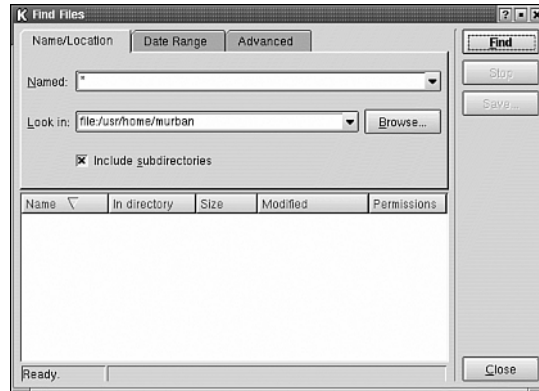 K Find Files
Name/Location Date Range Advanced
Find
Stop
Save...
Named: *
Look in: file:/usr/home/murban Browse...
Include subdirectories
Name In directory Size Modified Permissions
Ready.
Close